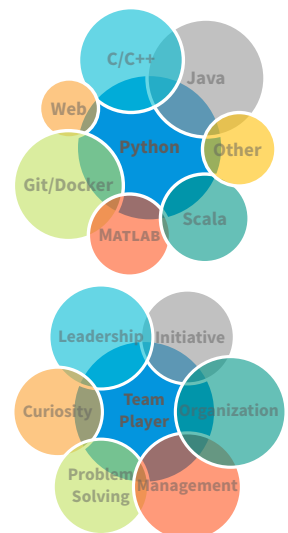 C/C++
Java
Web
Python
Other
Git/Docker
Scala
MATLAB
Leadership
Initiative
Team
Player
Curiosity
Organization
Problem
Solving
Management